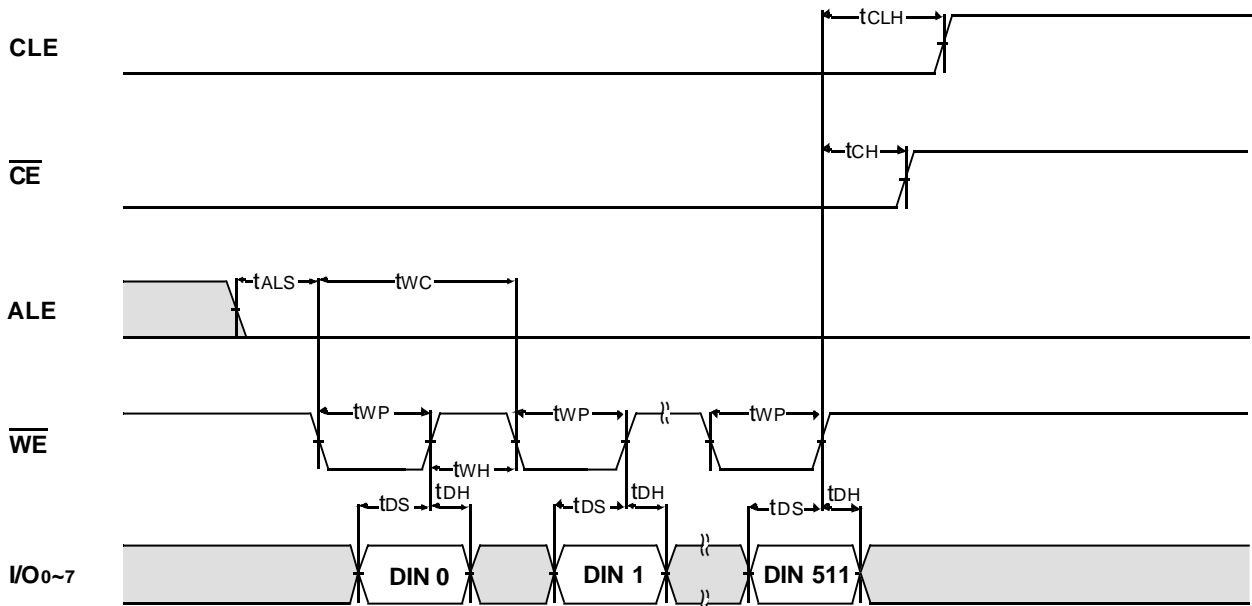 tCLH
CLE
tCH
CE
tALS tWC
ALE
tWP tWP tWP
WE
tWH
tDS tDH tDS tDH tDS tDH
I/O0~7 DIN 0 DIN 1 DIN 511